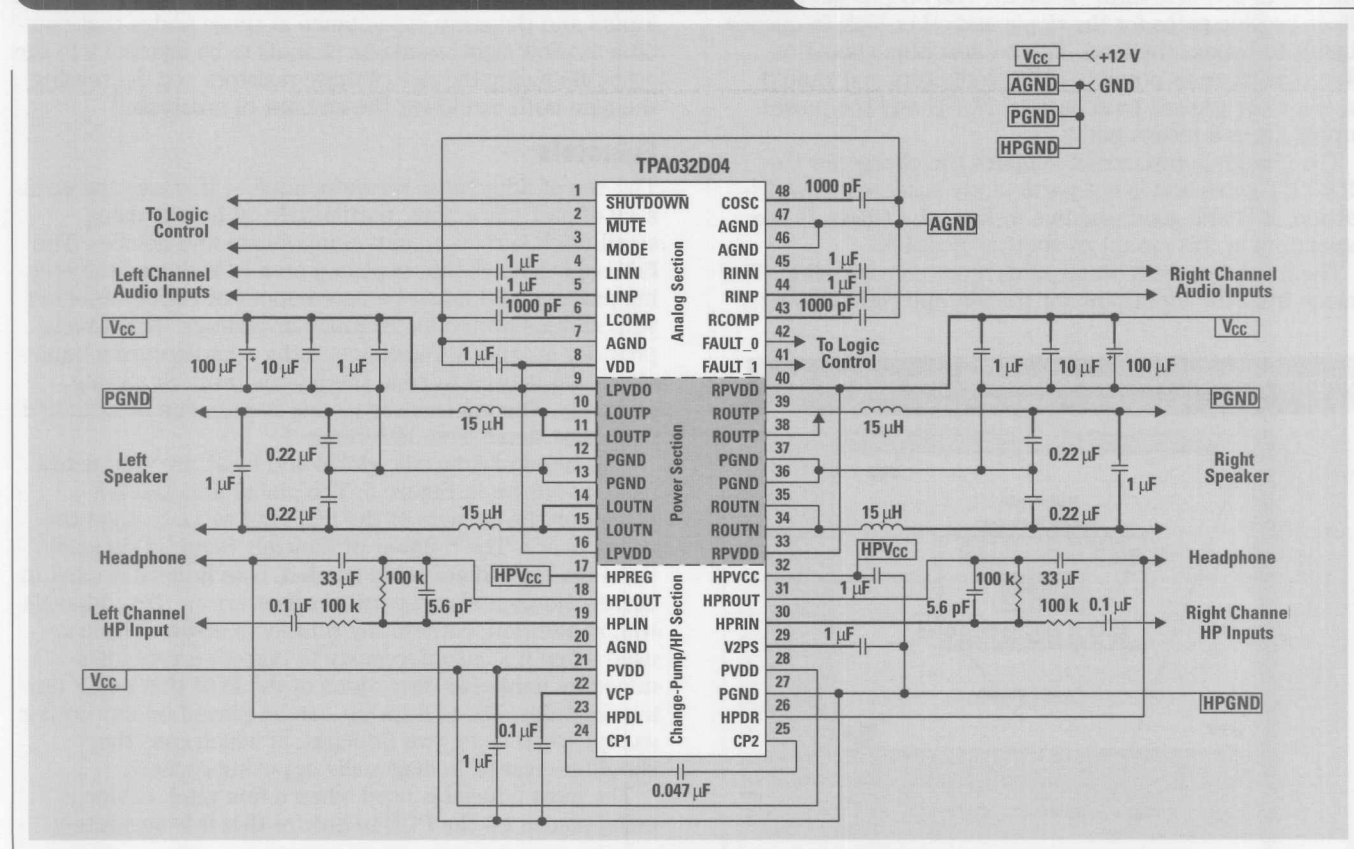 VCC +12 V
AGND GND
PGND
HPGND
TPA032D04
1 SHUTDOWN
2 MUTE
3 MODE
4 LINN
5 LINP
6 LCOMP
7 AGND
8 VDD
9 LPVDD
10 LOUTP
11 LOUTP
12 PGND
13 PGND
14 LOUTN
15 LOUTN
16 LPVDD
17 HPREG
18 HPLOUT
19 HPLIN
20 AGND
21 PVDD
22 VCP
23 HPDL
24 CP1
48 COSC
47 AGND
46 AGND
45 RINN
44 RINP
43 RCOMP
42 FAULT_0
41 FAULT_1
40 RPVDD
39 ROUTP
38 ROUTP
37 PGND
36 PGND
35 ROUTN
34 ROUTN
33 RPVDD
32 HPVCC
31 HPROUT
30 HPRIN
29 V2PS
28 PVDD
27 PGND
26 HPDR
25 CP2
Analog Section
Power Section
Change-Pump/HP Section
To Logic
Control
Left Channel
Audio Inputs
1 µF
1 µF
1000 pF
VCC
100 µF
10 µF
1 µF
1 µF
PGND
15 µH
0.22 µF
Left
Speaker
1 µF
0.22 µF
15 µH
Headphone
33 µF
100 k
HPVCC
0.1 µF
100 k
5.6 pF
Left Channel
HP Input
VCC
0.1 µF
1 µF
0.047 µF
1000 pF
AGND
1 µF
1 µF
1000 pF
Right Channel
Audio Inputs
To Logic
Control
VCC
1 µF
10 µF
100 µF
PGND
15 µH
0.22 µF
Right
Speaker
1 µF
15 µH
0.22 µF
HPVCC
Headphone
1 µF
100 k
33 µF
5.6 pF
100 k
0.1 µF
Right Channel
HP Inputs
1 µF
HPGND